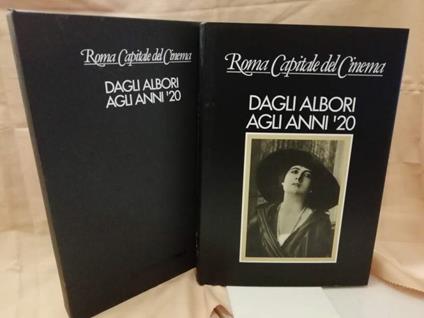 Roma Capitale del Cinema
DAGLI ALBORI
AGLI ANNI '20
Roma Capitale del Cinema
DAGLI ALBORI
AGLI ANNI '20